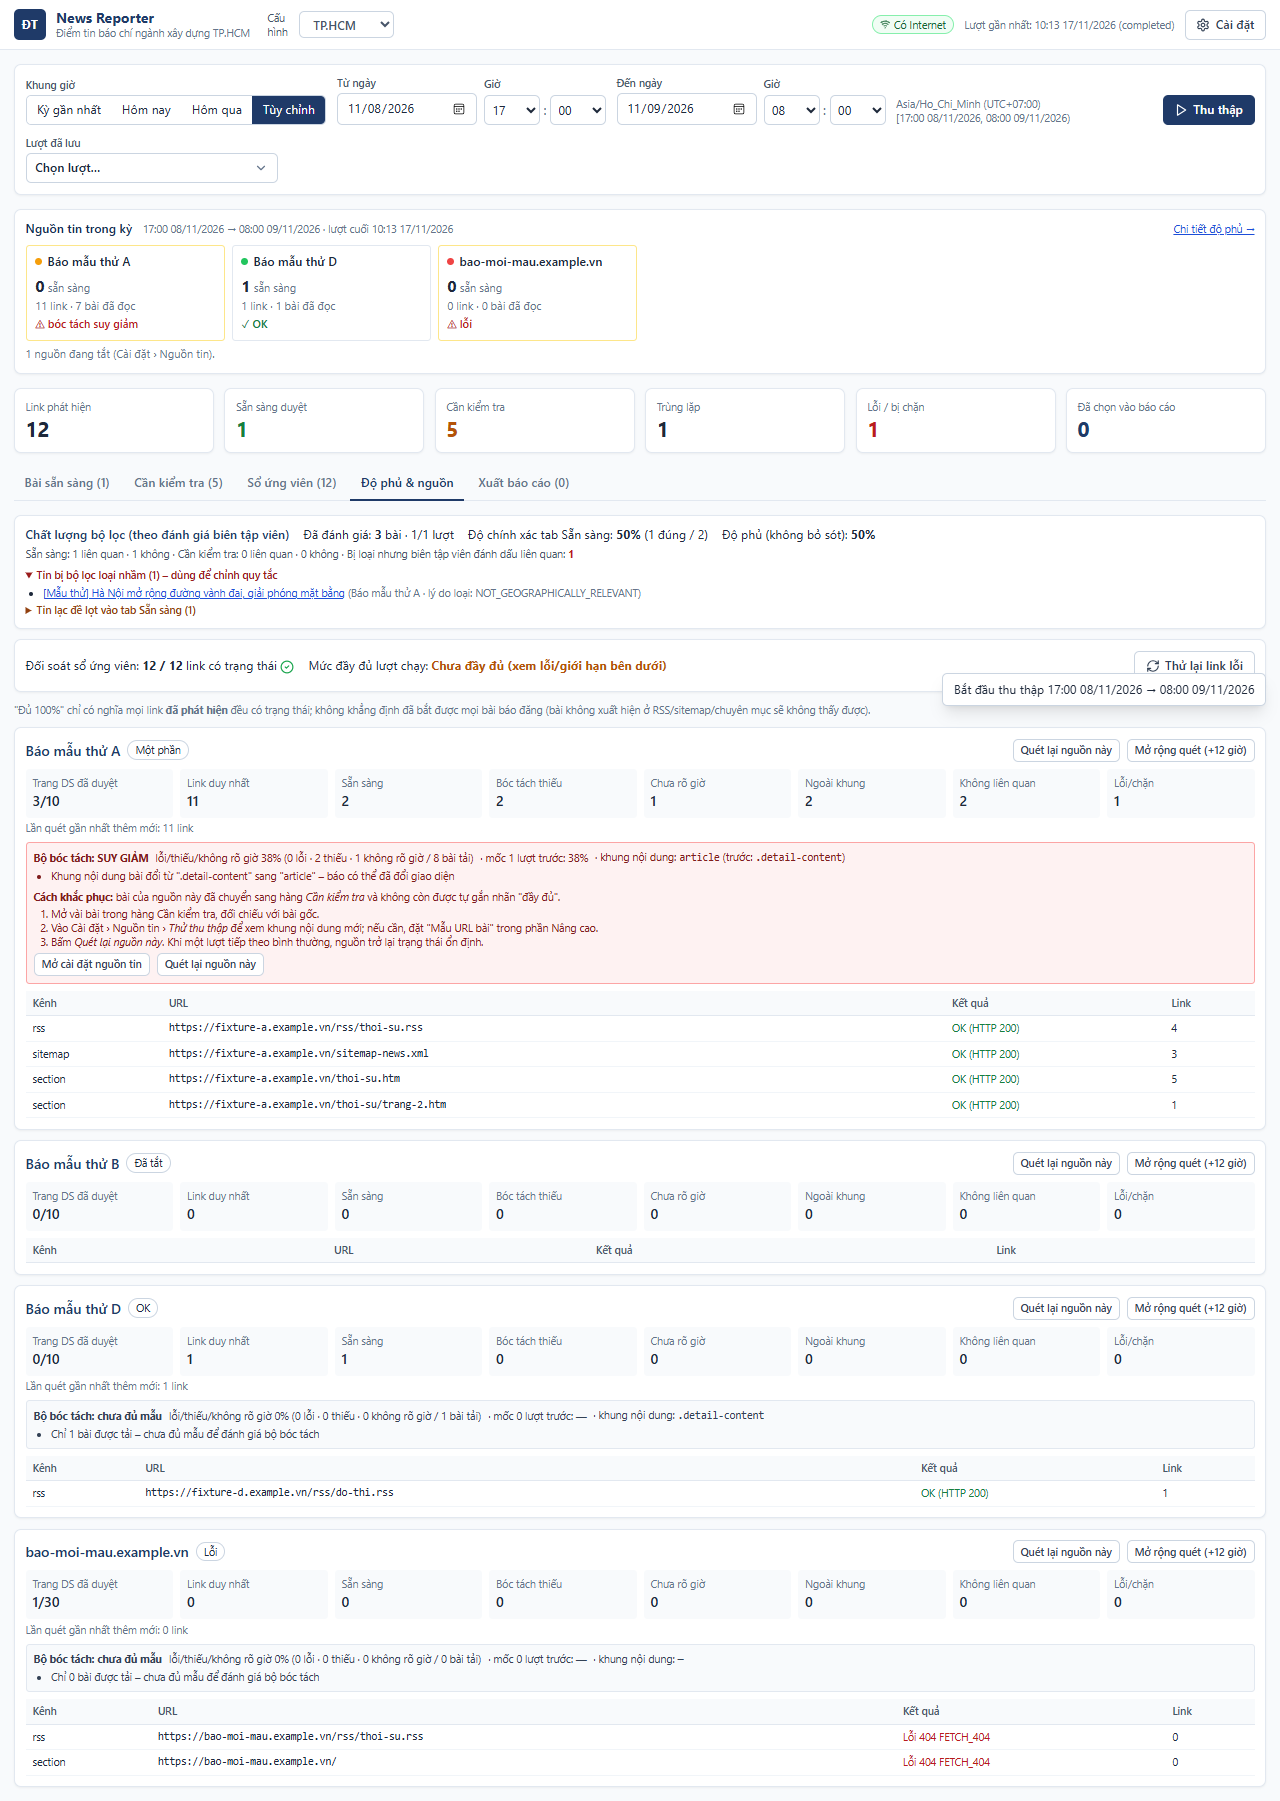 ĐT
News Reporter
Điểm tin báo chí ngành xây dựng TP.HCM
Cấu hình
TP.HCM
Có Internet
Lượt gần nhất: 10:13 17/11/2026 (completed)
Cài đặt
Khung giờ
Kỳ gần nhất
Hôm nay
Hôm qua
Tùy chỉnh
Từ ngày
11/08/2026
Giờ
17 : 00
Đến ngày
11/09/2026
Giờ
08 : 00
Asia/Ho_Chi_Minh (UTC+07:00)
[17:00 08/11/2026, 08:00 09/11/2026)
Thu thập
Lượt đã lưu
Chọn lượt...
Nguồn tin trong kỳ 17:00 08/11/2026 → 08:00 09/11/2026 · lượt cuối 10:13 17/11/2026
Chi tiết độ phủ →
Báo mẫu thử A
0 sẵn sàng
11 link · 7 bài đã đọc
⚠ bóc tách suy giảm
Báo mẫu thử D
1 sẵn sàng
1 link · 1 bài đã đọc
✓ OK
bao-moi-mau.example.vn
0 sẵn sàng
0 link · 0 bài đã đọc
⚠ lỗi
1 nguồn đang tắt (Cài đặt › Nguồn tin).
Link phát hiện
12
Sẵn sàng duyệt
1
Cần kiểm tra
5
Trùng lặp
1
Lỗi / bị chặn
1
Đã chọn vào báo cáo
0
Bài sẵn sàng (1)
Cần kiểm tra (5)
Sổ ứng viên (12)
Độ phủ & nguồn
Xuất báo cáo (0)
Chất lượng bộ lọc (theo đánh giá biên tập viên) Đã đánh giá: 3 bài · 1/1 lượt Độ chính xác tab Sẵn sàng: 50% (1 đúng / 2) Độ phủ (không bỏ sót): 50%
Sẵn sàng: 1 liên quan · 1 không · Cần kiểm tra: 0 liên quan · 0 không · Bị loại nhưng biên tập viên đánh dấu liên quan: 1
▼ Tin bị bộ lọc loại nhầm (1) – dùng để chỉnh quy tắc
• [Mẫu thử] Hà Nội mở rộng đường vành đai, giải phóng mặt bằng (Báo mẫu thử A · lý do loại: NOT_GEOGRAPHICALLY_RELEVANT)
▶ Tin lạc đề lọt vào tab Sẵn sàng (1)
Đối soát sổ ứng viên: 12 / 12 link có trạng thái Mức đầy đủ lượt chạy: Chưa đầy đủ (xem lỗi/giới hạn bên dưới)
Thử lại link lỗi
Bắt đầu thu thập 17:00 08/11/2026 → 08:00 09/11/2026
"Đủ 100%" chỉ có nghĩa mọi link đã phát hiện đều có trạng thái; không khẳng định đã bắt được mọi bài báo đăng (bài không xuất hiện ở RSS/sitemap/chuyên mục sẽ không thấy được).
Báo mẫu thử A Một phần
Quét lại nguồn này
Mở rộng quét (+12 giờ)
Trang DS đã duyệt
3/10
Link duy nhất
11
Sẵn sàng
2
Bóc tách thiếu
2
Chưa rõ giờ
1
Ngoài khung
2
Không liên quan
2
Lỗi/chặn
1
Lần quét gần nhất thêm mới: 11 link
Bộ bóc tách: SUY GIẢM lỗi/thiếu/không rõ giờ 38% (0 lỗi · 2 thiếu · 1 không rõ giờ / 8 bài tải) · mốc 1 lượt trước: 38% · khung nội dung: article (trước: .detail-content)
• Khung nội dung bài đổi từ ".detail-content" sang "article" – báo có thể đã đổi giao diện
Cách khắc phục: bài của nguồn này đã chuyển sang hàng Cần kiểm tra và không còn được tự gắn nhãn "đầy đủ".
1. Mở vài bài trong hàng Cần kiểm tra, đối chiếu với bài gốc.
2. Vào Cài đặt › Nguồn tin › Thử thu thập để xem khung nội dung mới; nếu cần, đặt "Mẫu URL bài" trong phần Nâng cao.
3. Bấm Quét lại nguồn này. Khi một lượt tiếp theo bình thường, nguồn trở lại trạng thái ổn định.
Mở cài đặt nguồn tin
Quét lại nguồn này
Kênh URL Kết quả Link
rss https://fixture-a.example.vn/rss/thoi-su.rss OK (HTTP 200) 4
sitemap https://fixture-a.example.vn/sitemap-news.xml OK (HTTP 200) 3
section https://fixture-a.example.vn/thoi-su.htm OK (HTTP 200) 5
section https://fixture-a.example.vn/thoi-su/trang-2.htm OK (HTTP 200) 1
Báo mẫu thử B Đã tắt
Quét lại nguồn này
Mở rộng quét (+12 giờ)
Trang DS đã duyệt
0/10
Link duy nhất
0
Sẵn sàng
0
Bóc tách thiếu
0
Chưa rõ giờ
0
Ngoài khung
0
Không liên quan
0
Lỗi/chặn
0
Kênh URL Kết quả Link
Báo mẫu thử D OK
Quét lại nguồn này
Mở rộng quét (+12 giờ)
Trang DS đã duyệt
0/10
Link duy nhất
1
Sẵn sàng
1
Bóc tách thiếu
0
Chưa rõ giờ
0
Ngoài khung
0
Không liên quan
0
Lỗi/chặn
0
Lần quét gần nhất thêm mới: 1 link
Bộ bóc tách: chưa đủ mẫu lỗi/thiếu/không rõ giờ 0% (0 lỗi · 0 thiếu · 0 không rõ giờ / 1 bài tải) · mốc 0 lượt trước: — · khung nội dung: .detail-content
• Chỉ 1 bài được tải – chưa đủ mẫu để đánh giá bộ bóc tách
Kênh URL Kết quả Link
rss https://fixture-d.example.vn/rss/do-thi.rss OK (HTTP 200) 1
bao-moi-mau.example.vn Lỗi
Quét lại nguồn này
Mở rộng quét (+12 giờ)
Trang DS đã duyệt
1/30
Link duy nhất
0
Sẵn sàng
0
Bóc tách thiếu
0
Chưa rõ giờ
0
Ngoài khung
0
Không liên quan
0
Lỗi/chặn
0
Lần quét gần nhất thêm mới: 0 link
Bộ bóc tách: chưa đủ mẫu lỗi/thiếu/không rõ giờ 0% (0 lỗi · 0 thiếu · 0 không rõ giờ / 0 bài tải) · mốc 0 lượt trước: — · khung nội dung: –
• Chỉ 0 bài được tải – chưa đủ mẫu để đánh giá bộ bóc tách
Kênh URL Kết quả Link
rss https://bao-moi-mau.example.vn/rss/thoi-su.rss Lỗi 404 FETCH_404 0
section https://bao-moi-mau.example.vn/ Lỗi 404 FETCH_404 0